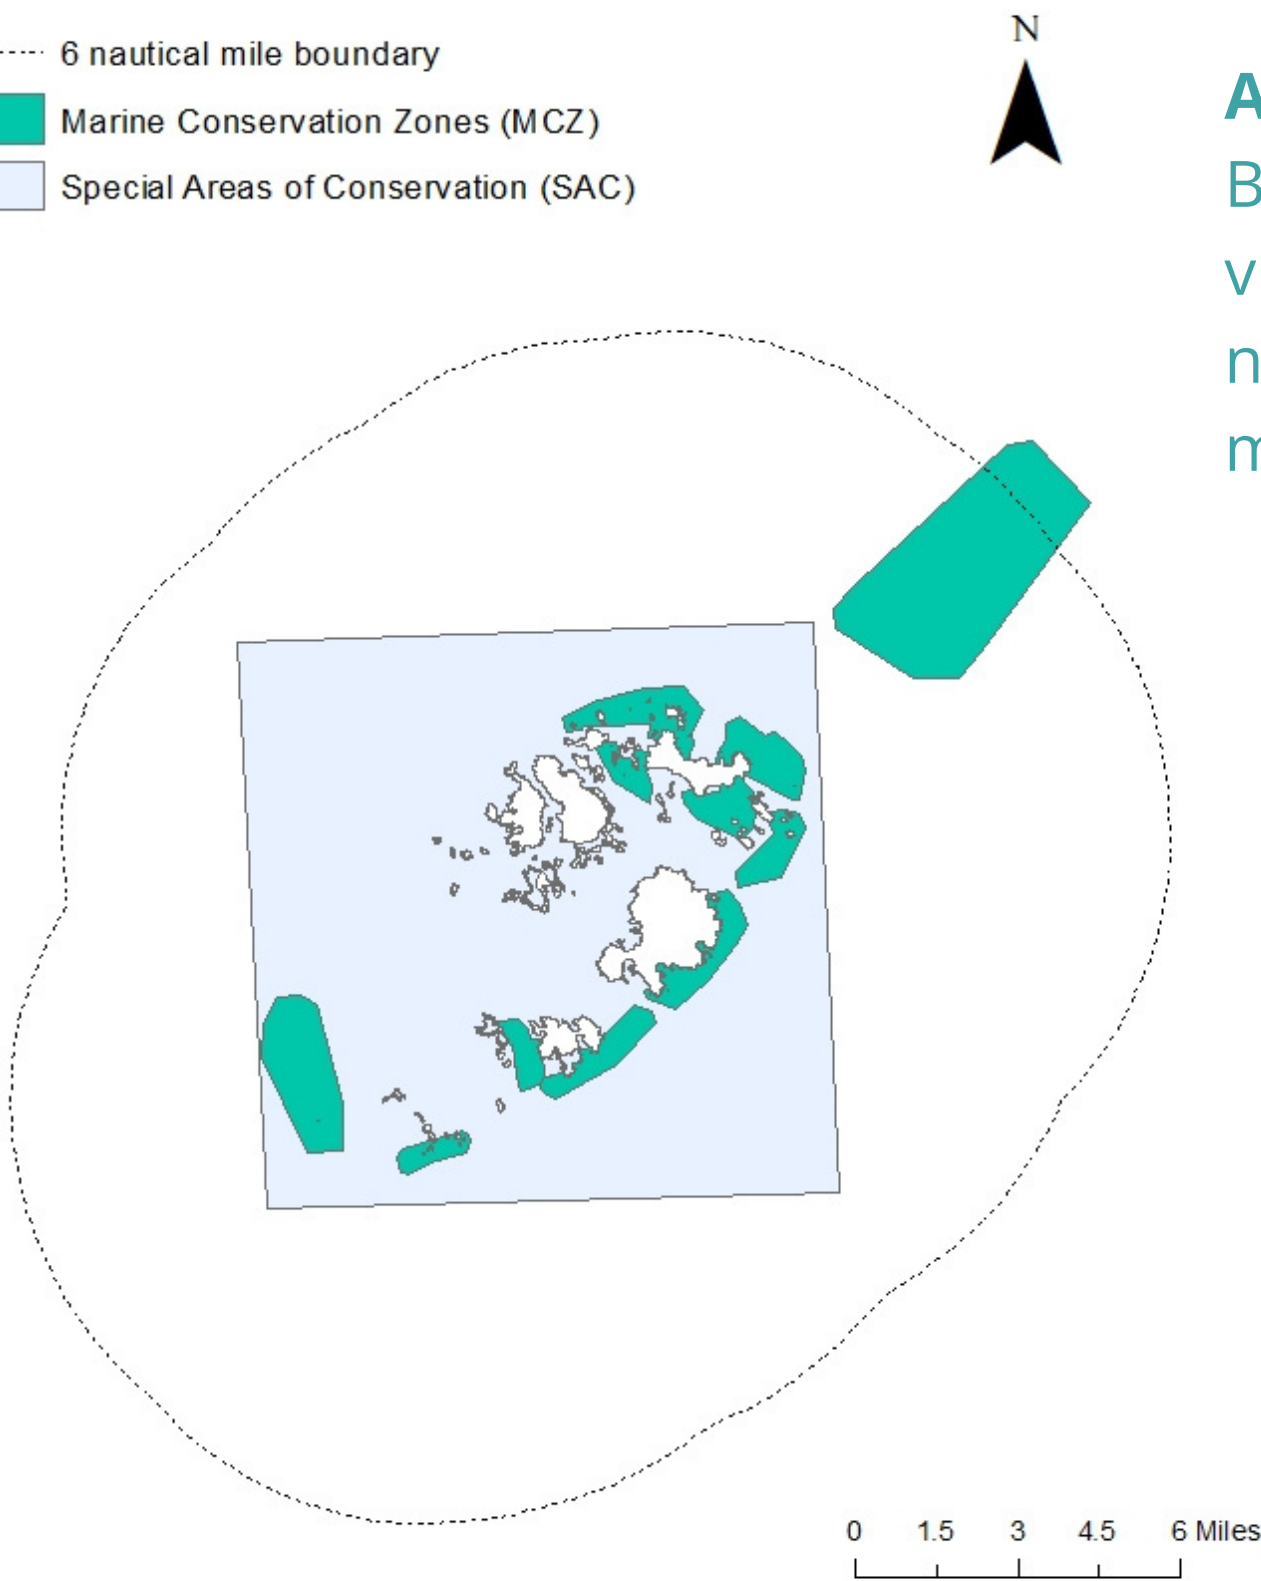 6 nautical mile boundary
Marine Conservation Zones (MCZ)
Special Areas of Conservation (SAC)
N
A
B
v
n
m
0 1.5 3 4.5 6 Miles